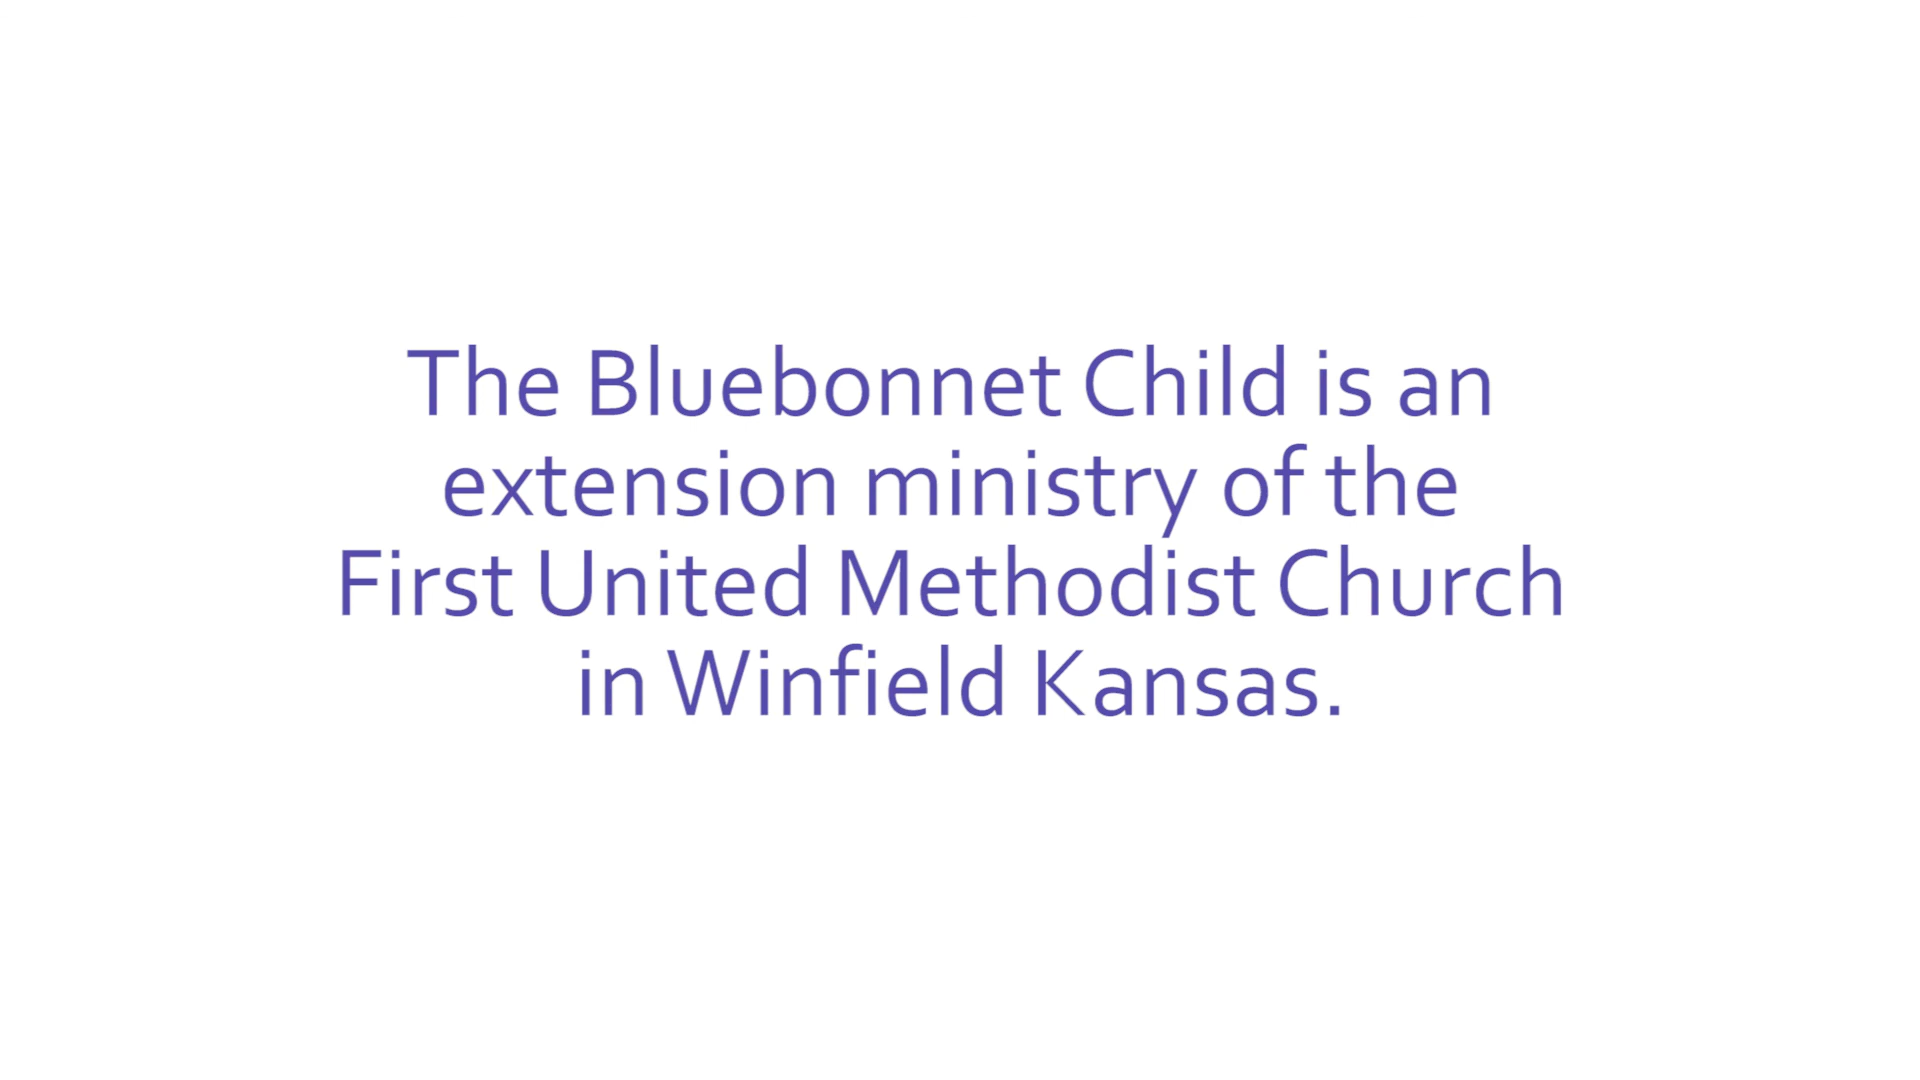 The Bluebonnet Child is an
extension ministry of the
First United Methodist Church
in Winfield Kansas.